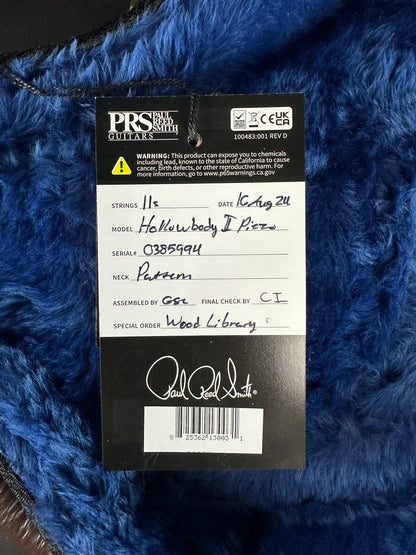 PRS PAUL REED SMITH
GUITARS
CE UKCA
100483:001 REV D
WARNING: This product can expose you to chemicals
including lead, known to the state of California to cause
cancer, birth defects, or other reproductive harm. For
more information go to: www.p65warnings.ca.gov
STRINGS 11s DATE 16 Aug 24
MODEL Hollowbody II Piezo
SERIAL# 0385994
NECK Pattern
ASSEMBLED BY GSC FINAL CHECK BY CI
SPECIAL ORDER Wood Library
Paul Reed Smith®
8 25362 13003 1